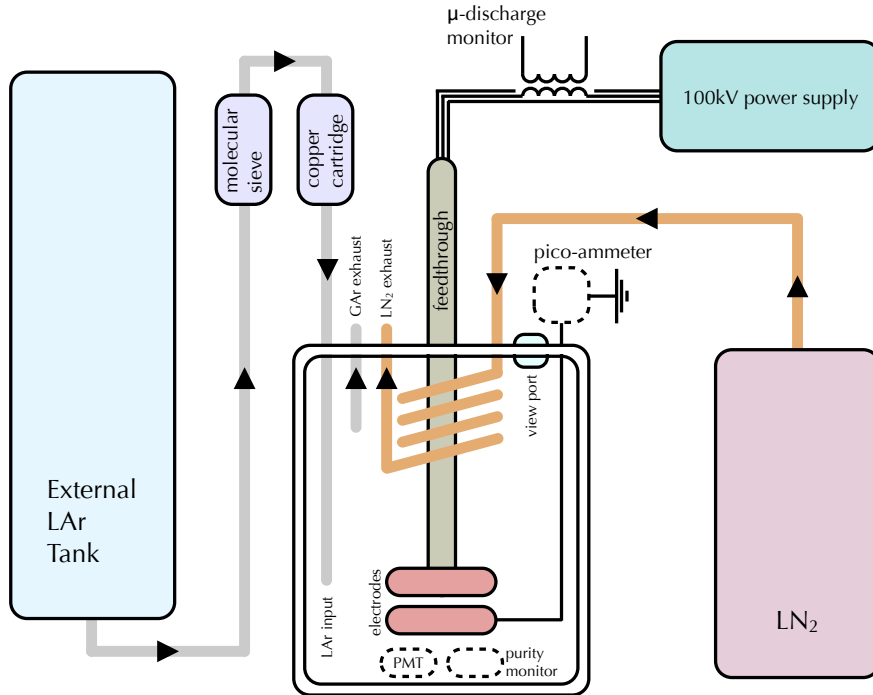 μ-discharge
monitor
100kV power supply
molecular
sieve
copper
cartridge
feedthrough
GAr exhaust
LN₂ exhaust
pico-ammeter
view port
External
LAr
Tank
LAr input
electrodes
PMT
purity
monitor
LN₂